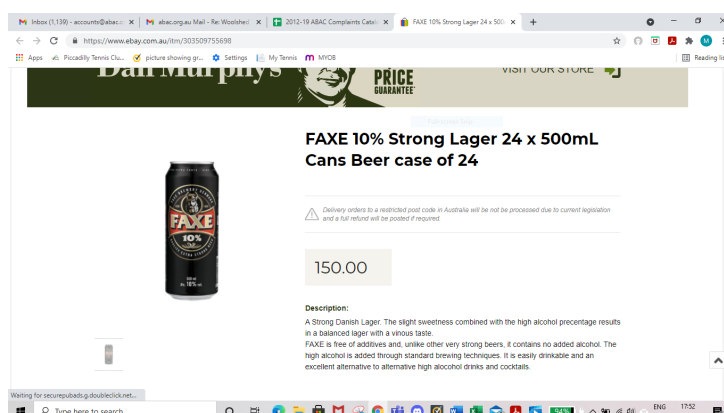 Inbox (1,139) - accounts@abac.o
abac.org.au Mail - Re: Woolshed
2012-19 ABAC Complaints Catal
FAXE 10% Strong Lager 24 x 500
https://www.ebay.com.au/itm/303509755698
Apps
Piccadilly Tennis Clu...
picture showing gr...
Settings
My Tennis
MYOB
Reading lis
Dan Murphy's
PRICE
GUARANTEE
VISIT OUR STORE
FAXE 10% Strong Lager 24 x 500mL
Cans Beer case of 24
Delivery orders to a restricted post code in Australia will be not be processed due to current legislation
and a full refund will be posted if required.
FAXE
10%
150.00
Description:
A Strong Danish Lager. The slight sweetness combined with the high alcohol precentage results
in a balanced lager with a vinous taste.
FAXE is free of additives and, unlike other very strong beers, it contains no added alcohol. The
high alcohol is added through standard brewing techniques. It is easily drinkable and an
excellent alternative to alternative high alocohol drinks and cocktails.
Waiting for securepubads.g.doubleclick.net...
Type here to search
94%
ENG
17:52